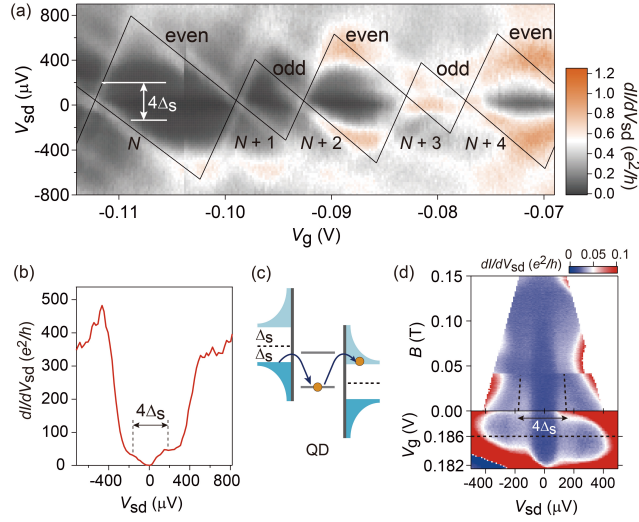 (a)
800
400
0
-400
800
Vsd (μV)
even
odd
even
odd
even
4Δs
N
N + 1
N + 2
N + 3
N + 4
-0.11
-0.10
-0.09
-0.08
-0.07
Vg (V)
1.2
1.0
0.8
0.6
0.4
0.2
0.0
dI/dVsd (e²/h)
(b)
500
400
300
200
100
0
dI/dVsd (e²/h)
4Δs
-400
0
400
800
Vsd (μV)
(c)
Δs
Δs
QD
(d)
dI/dVsd (e²/h)
0
0.1
0.15
0.10
0.05
0.00
B (T)
4Δs
0.186
0.182
Vg (V)
-400
0
400
Vsd (μV)